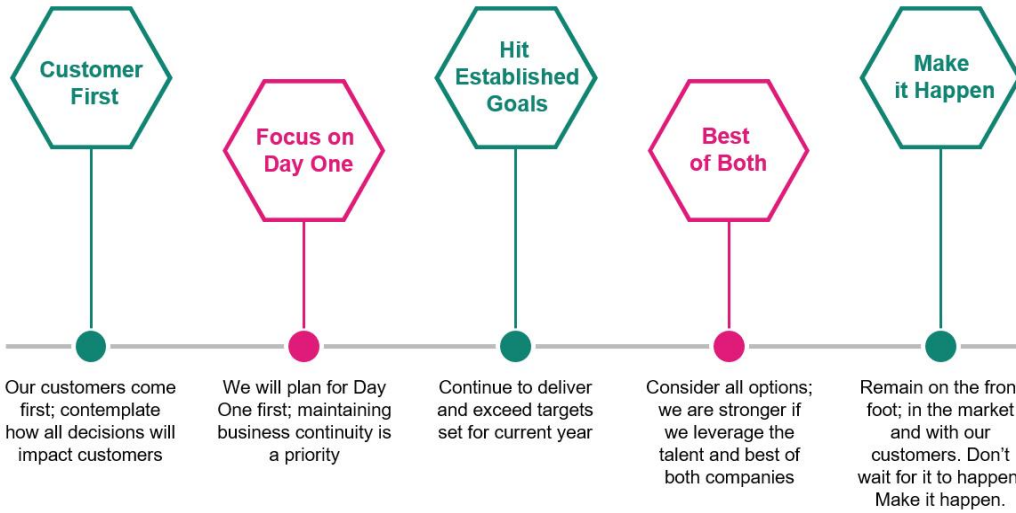 Customer
First
Focus on
Day One
Hit
Established
Goals
Best
of Both
Make
it Happen
Our customers come
first; contemplate
how all decisions will
impact customers
We will plan for Day
One first; maintaining
business continuity is
a priority
Continue to deliver
and exceed targets
set for current year
Consider all options;
we are stronger if
we leverage the
talent and best of
both companies
Remain on the front
foot; in the market
and with our
customers. Don’t
wait for it to happen
Make it happen.